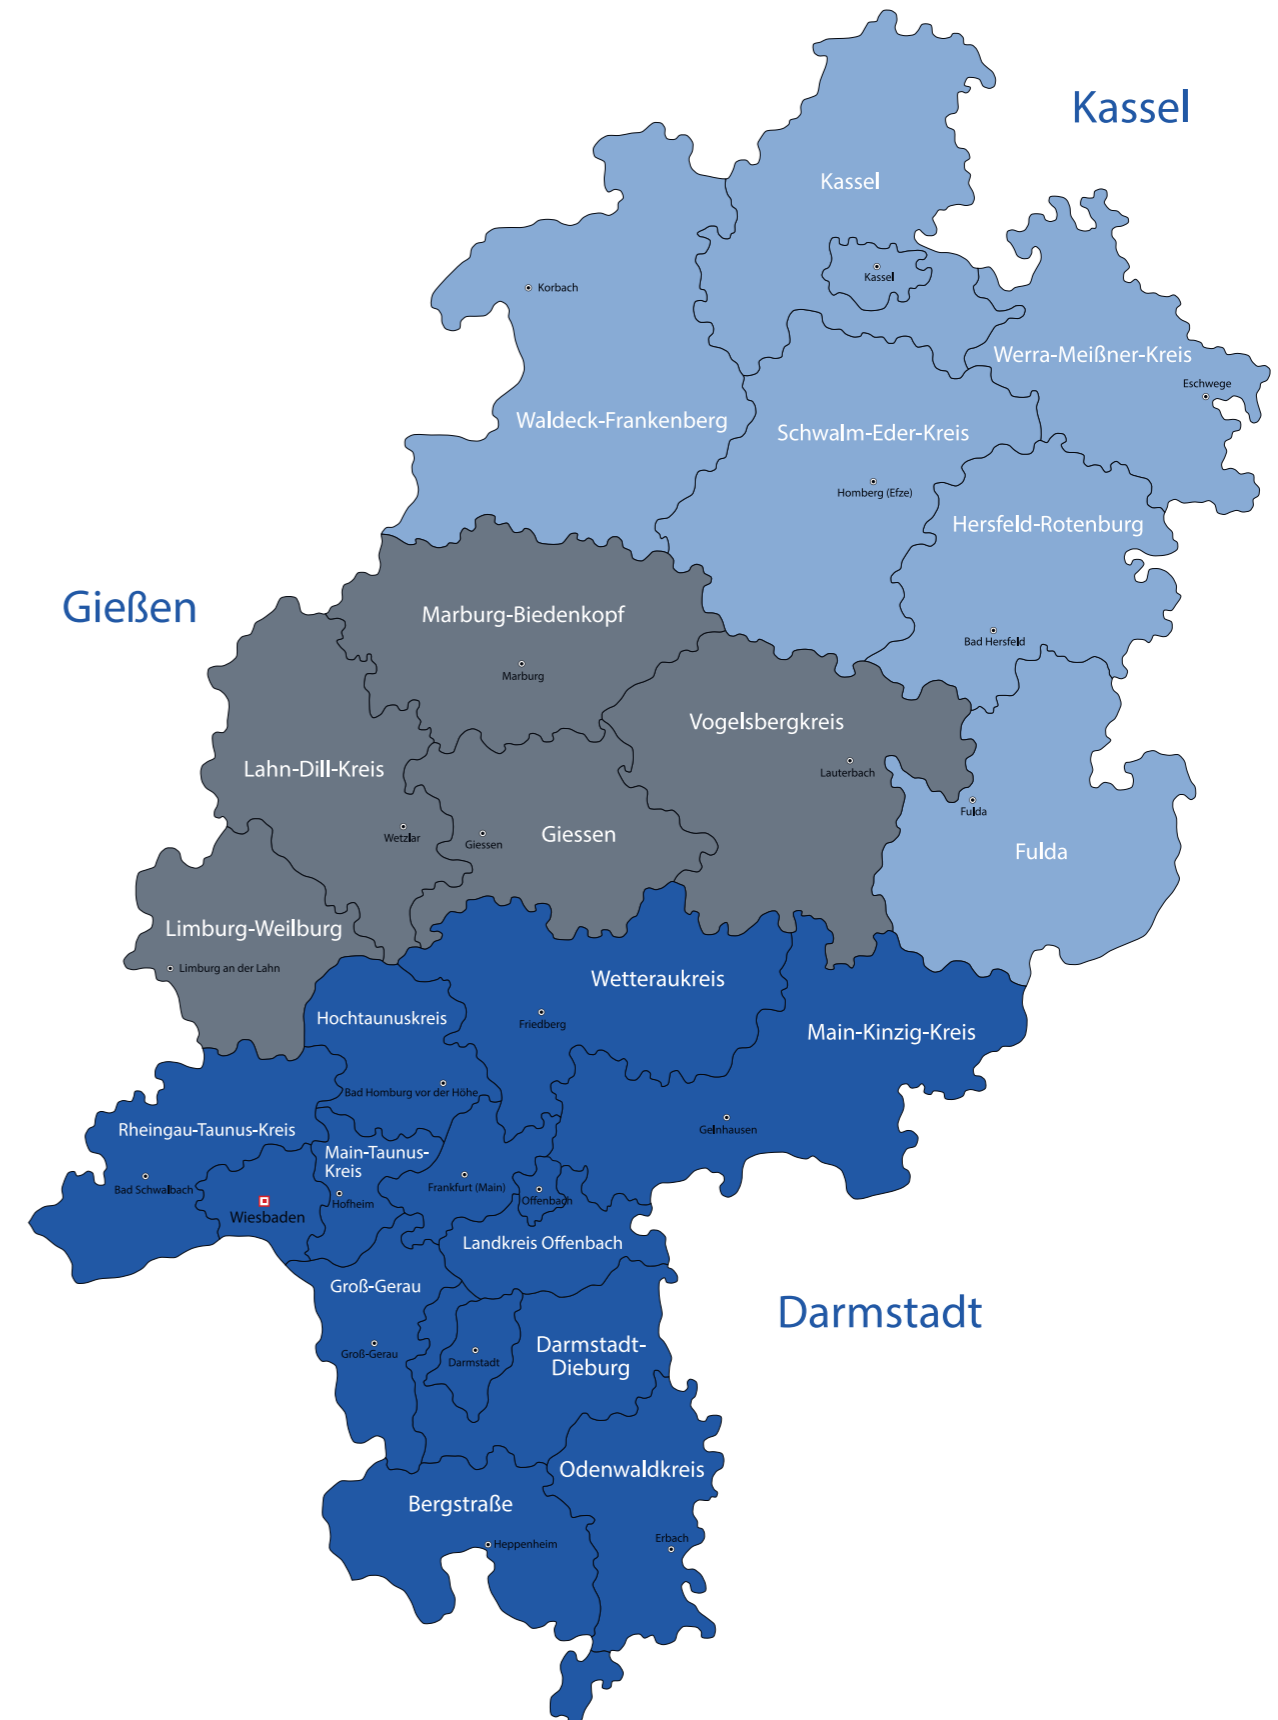 Kassel
Kassel
Kassel
Korbach
Werra-Meißner-Kreis
Eschwege
Waldeck-Frankenberg
Schwalm-Eder-Kreis
Homberg (Efze)
Hersfeld-Rotenburg
Gießen
Marburg-Biedenkopf
Bad Hersfeld
Marburg
Vogelsbergkreis
Lahn-Dill-Kreis
Lauterbach
Fulda
Wetzlar
Giessen
Giessen
Fulda
Limburg-Weilburg
Limburg an der Lahn
Wetteraukreis
Hochtaunuskreis
Friedberg
Main-Kinzig-Kreis
Bad Homburg vor der Höhe
Rheingau-Taunus-Kreis
Gelnhausen
Main-Taunus-
Kreis
Bad Schwalbach
Frankfurt (Main)
Offenbach
Hofheim
Wiesbaden
Landkreis Offenbach
Groß-Gerau
Darmstadt
Groß-Gerau
Darmstadt
Darmstadt-
Dieburg
Odenwaldkreis
Bergstraße
Erbach
Heppenheim